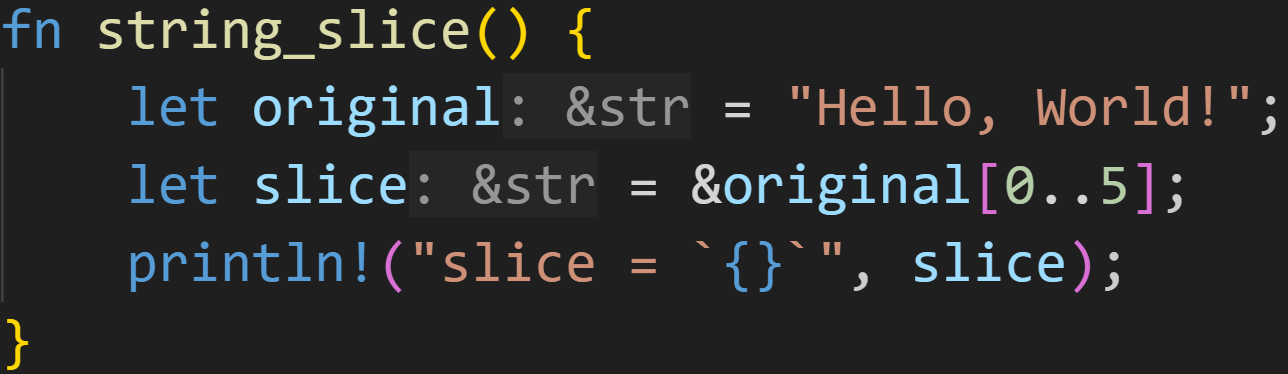 fn string_slice() {
    let original: &str = "Hello, World!";
    let slice: &str = &original[0..5];
    println!("slice = `{}`", slice);
}